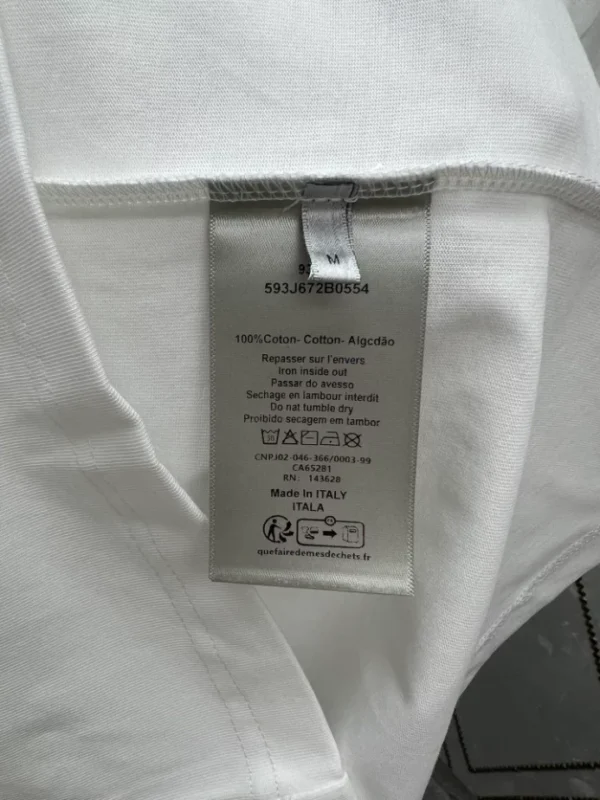 M
593J672B0554
100%Coton- Cotton- Algcdão
Repasser sur l'envers
Iron inside out
Passar do avesso
Sechage en lambour interdit
Do nat tumble dry
Proibido secagem em tambor
CNP.I02-046-366/0003-99
CA65281
RN: 143628
Made In ITALY
ITALA
quefairedemesdechets.fr